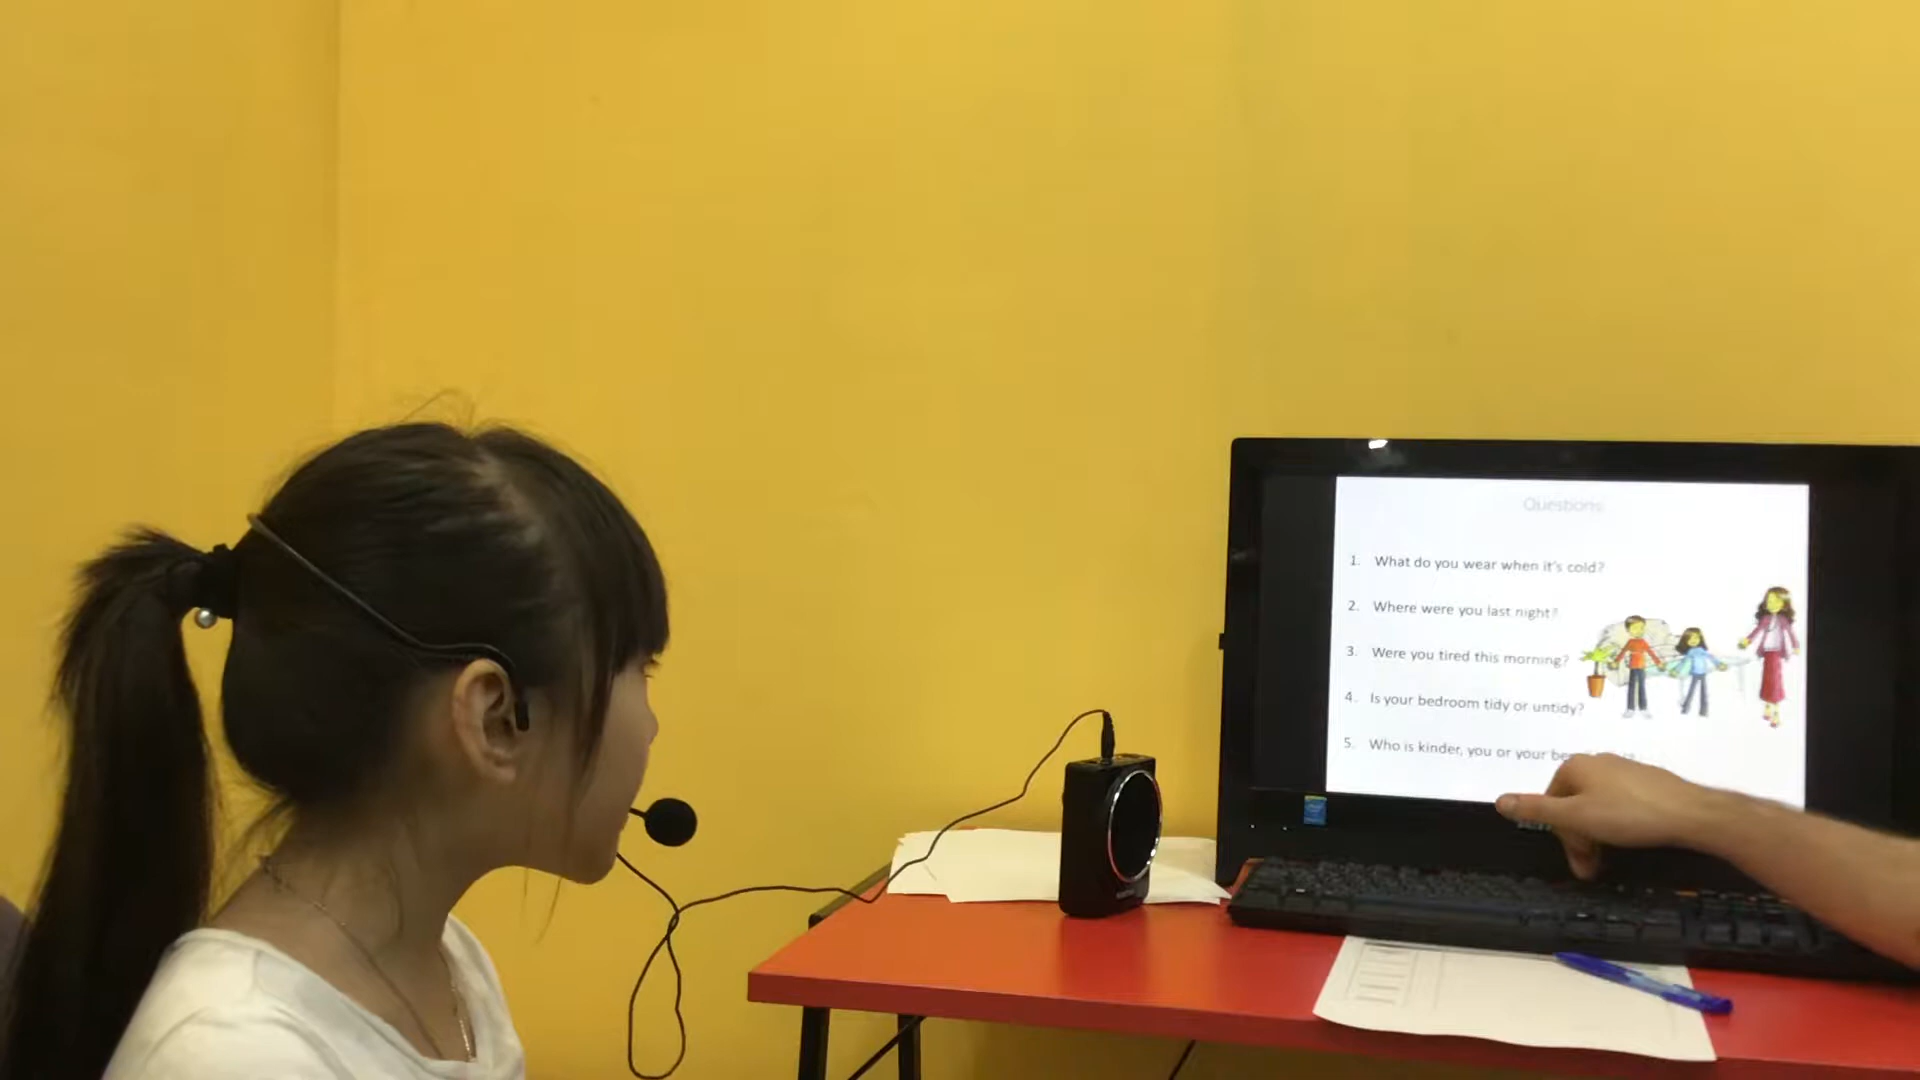 Questions
1. What do you wear when it's cold?
2. Where were you last night?
3. Were you tired this morning?
4. Is your bedroom tidy or untidy?
5. Who is kinder, you or your